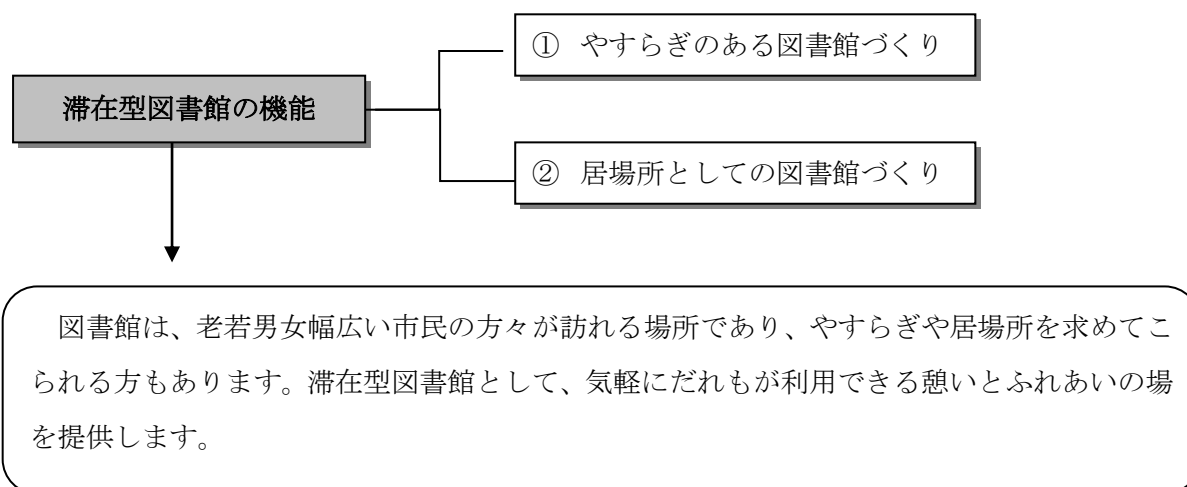 ① やすらぎのある図書館づくり
滞在型図書館の機能
② 居場所としての図書館づくり
図書館は、老若男女幅広い市民の方々が訪れる場所であり、やすらぎや居場所を求めてこ
られる方もあります。滞在型図書館として、気軽にだれもが利用できる憩いとふれあいの場
を提供します。